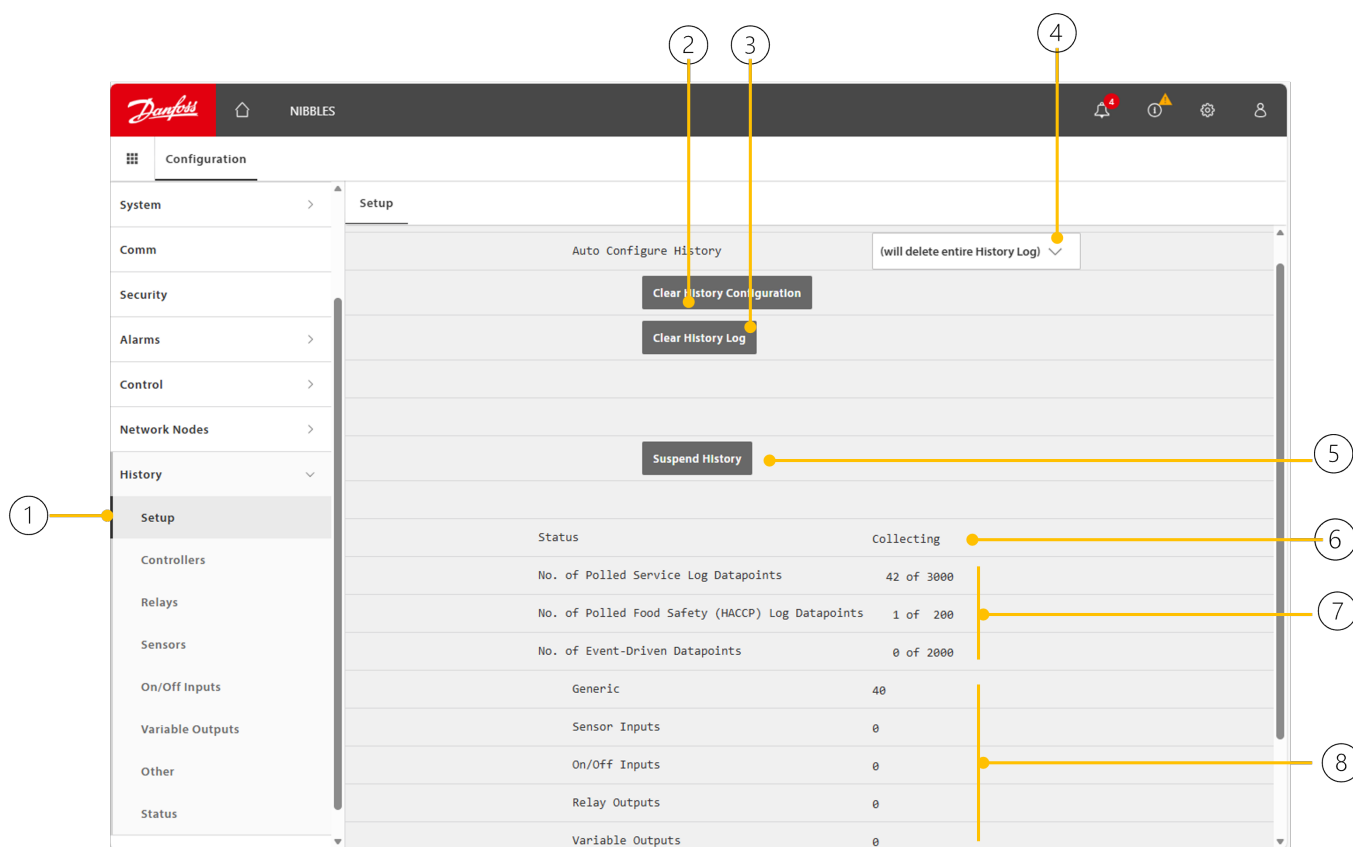 2 3 4
Danfoss NIBBLES 4
Configuration
System
Comm
Security
Alarms
Control
Network Nodes
History
1
Setup
Controllers
Relays
Sensors
On/Off Inputs
Variable Outputs
Other
Status
Setup
Auto Configure History (will delete entire History Log)
Clear History Configuration
Clear History Log
Suspend History 5
Status Collecting 6
No. of Polled Service Log Datapoints 42 of 3000
No. of Polled Food Safety (HACCP) Log Datapoints 1 of 200 7
No. of Event-Driven Datapoints 0 of 2000
Generic 40
Sensor Inputs 0
On/Off Inputs 0 8
Relay Outputs 0
Variable Outputs 0